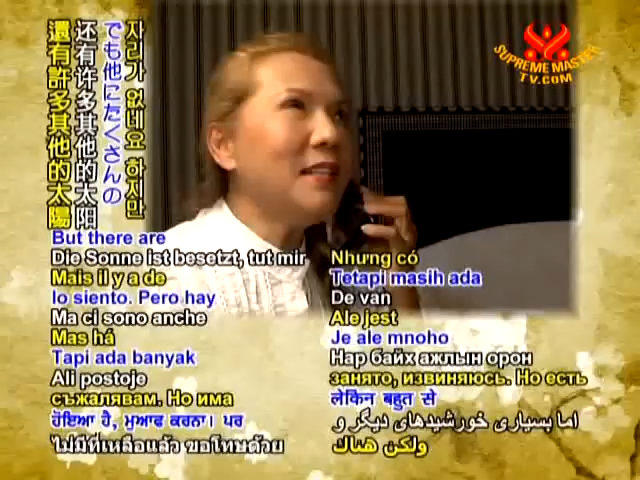 還有許多其他的太陽
还有许多其他的太阳
でも他にたくさんの
자리가 없네요 하지만
SUPREME MASTER
TV.COM
But there are
Die Sonne ist besetzt, tut mir
Mais il y a de
lo siento. Pero hay
Ma ci sono anche
Mas há
Tapi ada banyak
Ali postoje
съжалявам. Но има
ਹੋਇਆ ਹੈ, ਮੁਆਫ ਕਰਨਾ। ਪਰ
ไม่มีที่เหลือแล้ว ขอโทษด้วย
Nhưng có
Tetapi masih ada
De van
Ale jest
Je ale mnoho
Нар байх ажлын орон
занято, извиняюсь. Но есть
लेकिन बहुत से
اما بسیاری خورشیدهای دیگر و
ولكن هناك